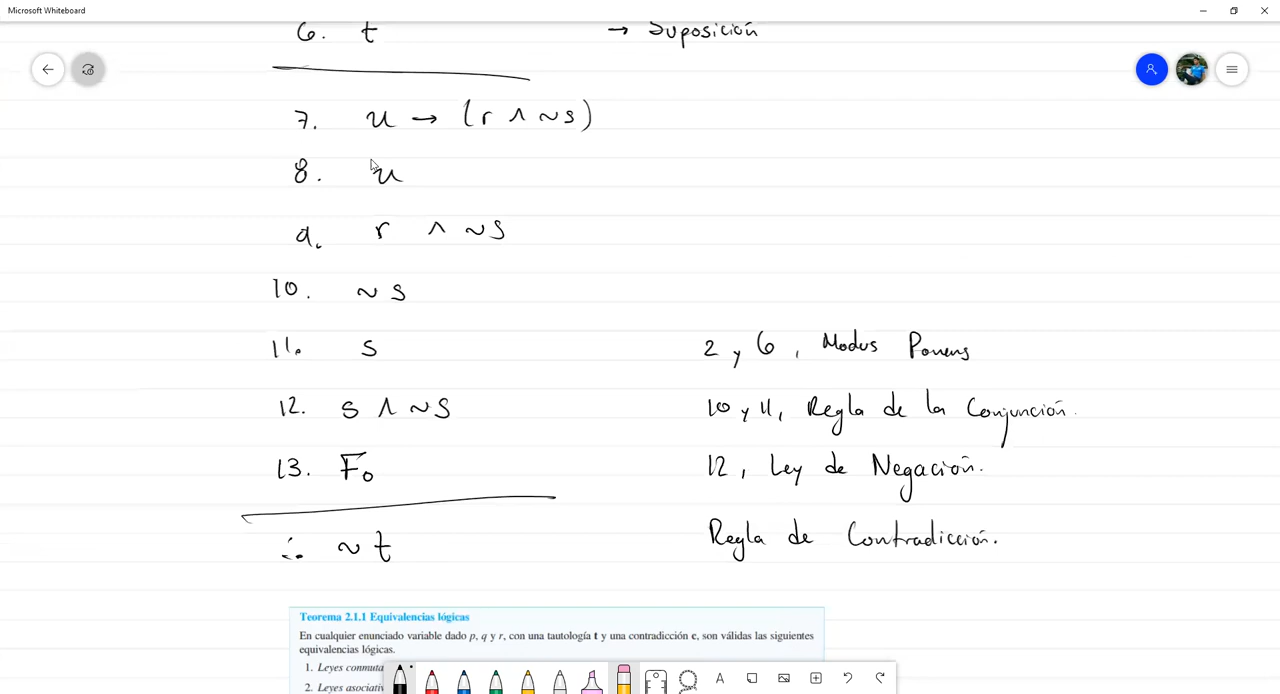 Microsoft Whiteboard
6. t → Suposición
7. u → (r ∧ ~s)
8. u
9. r ∧ ~s
10. ~s
11. s 2 y 6, Modus Ponens
12. s ∧ ~s 10 y 11, Regla de la Conjunción.
13. F₀ 12, Ley de Negación.
∴ ~t Regla de Contradicción.
Teorema 2.1.1 Equivalencias lógicas
En cualquier enunciado variable dado p, q y r, con una tautología t y una contradicción c, son válidas las siguientes
equivalencias lógicas.
1. Leyes conmuta
2. Leyes asociativ